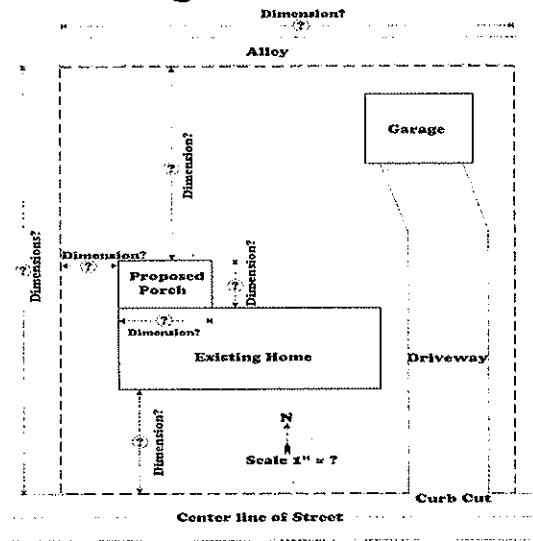 Dimension?
?
Alley
Garage
?
Dimension?
?
Dimensions?
Dimension?
?
Proposed
Porch
?
Dimension?
?
Dimension?
Existing Home
Driveway
?
Dimension?
N
Scale 1" = ?
Curb Cut
Center line of Street